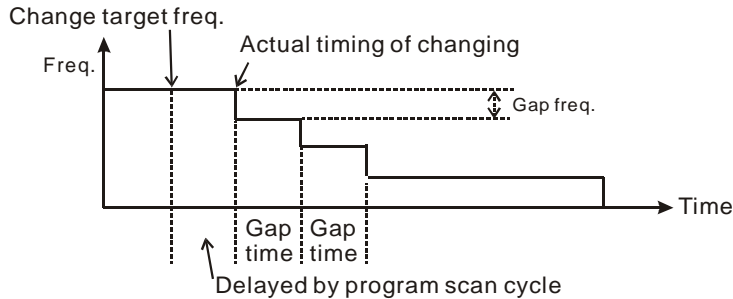 Change target freq.
Actual timing of changing
Freq.
Gap freq.
Time
Gap time
Gap time
Delayed by program scan cycle